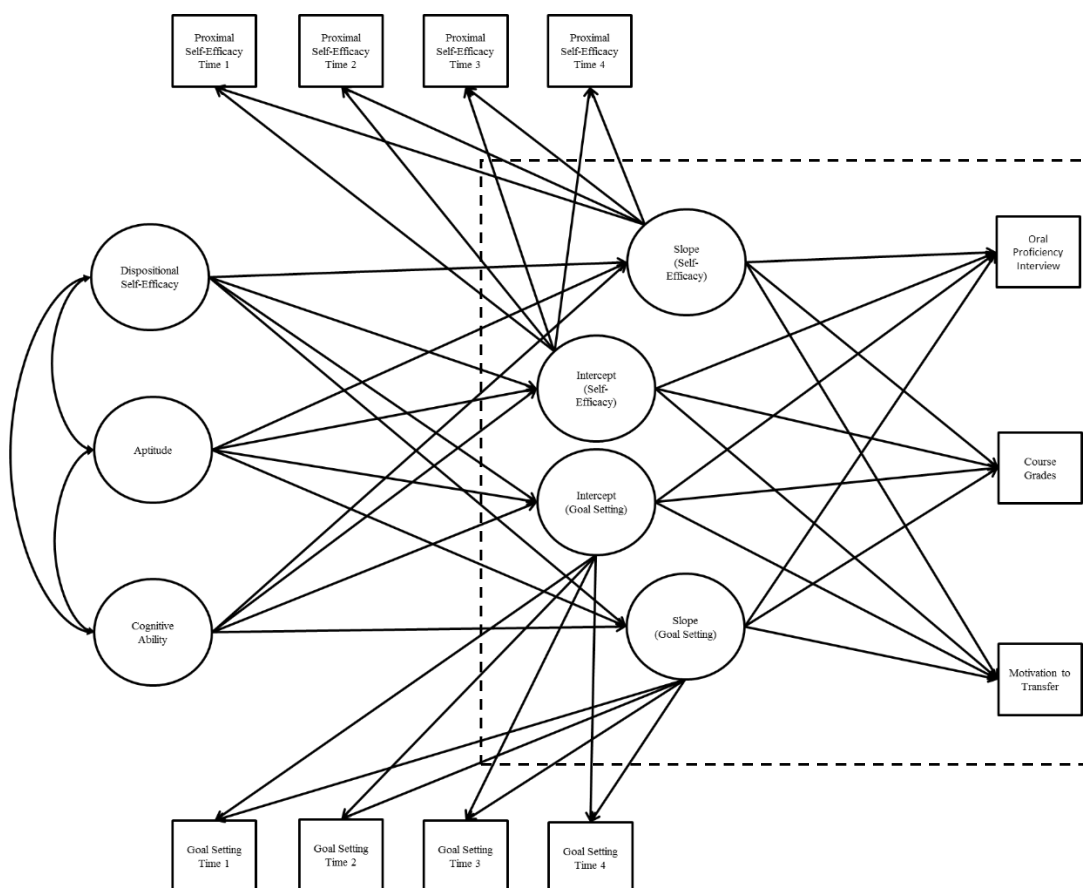 Proximal
Self-Efficacy
Time 1
Proximal
Self-Efficacy
Time 2
Proximal
Self-Efficacy
Time 3
Proximal
Self-Efficacy
Time 4
Dispositional
Self-Efficacy
Slope
(Self-
Efficacy)
Oral
Proficiency
Interview
Intercept
(Self-
Efficacy)
Aptitude
Intercept
(Goal Setting)
Course
Grades
Cognitive
Ability
Slope
(Goal Setting)
Motivation to
Transfer
Goal Setting
Time 1
Goal Setting
Time 2
Goal Setting
Time 3
Goal Setting
Time 4